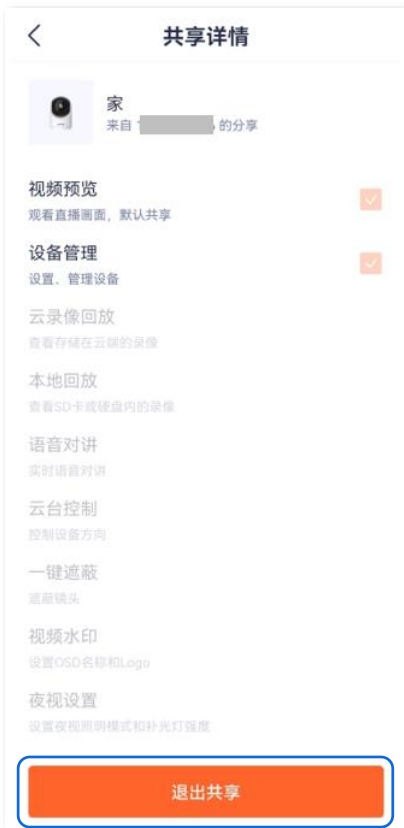 共享详情
家
来自 1 的分享
视频预览
观看直播画面，默认共享
设备管理
设置、管理设备
云录像回放
查看存储在云端的录像
本地回放
查看SD卡或硬盘内的录像
语音对讲
实时语音对讲
云台控制
控制设备方向
一键遮蔽
遮蔽镜头
视频水印
设置OSD名称和Logo
夜视设置
设置夜视照明模式和补光灯强度
退出共享